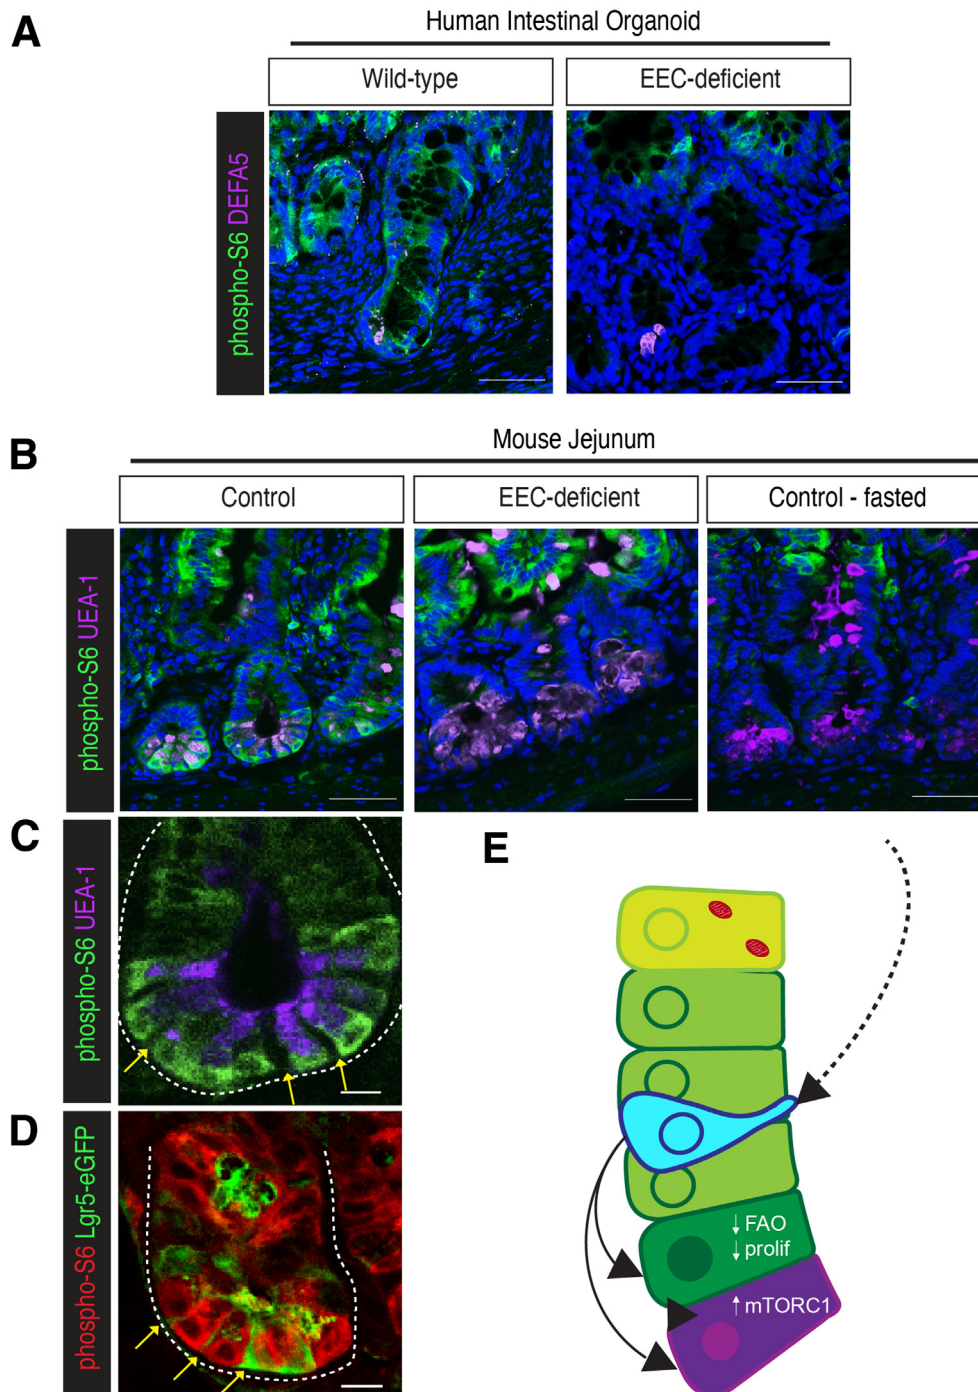 A
Human Intestinal Organoid
Wild-type
EEC-deficient
phospho-S6 DEFA5
B
Mouse Jejunum
Control
EEC-deficient
Control - fasted
phospho-S6 UEA-1
C
phospho-S6 UEA-1
D
phospho-S6 Lgr5-eGFP
E
↓ FAO
↓ prolif
↑ mTORC1